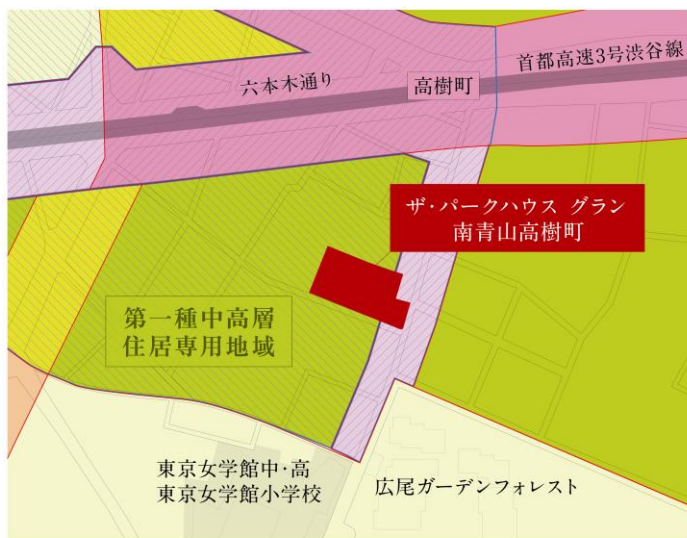 首都高速3号渋谷線
六本木通り
高樹町
ザ・パークハウス グラン
南青山高樹町
第一種中高層
住居専用地域
東京女学館中・高
東京女学館小学校
広尾ガーデンフォレスト